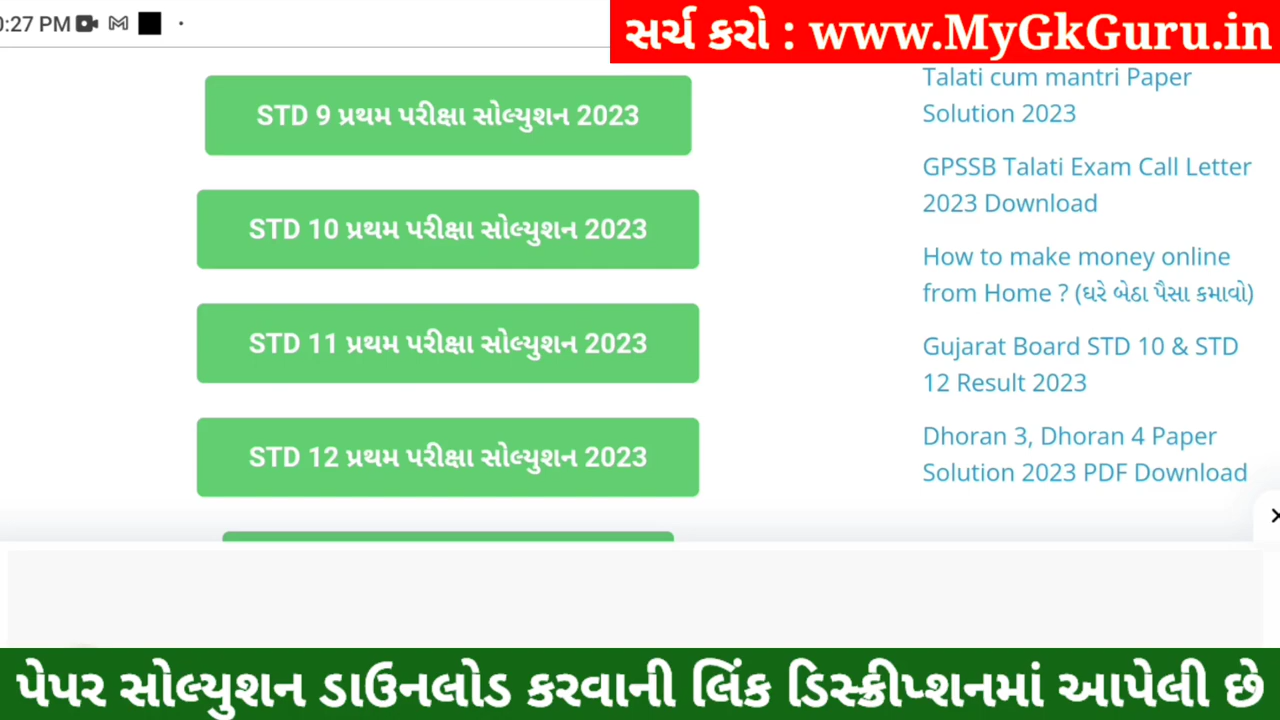 0:27 PM
સર્ચ કરો : www.MyGkGuru.in
STD 9 પ્રથમ પરીક્ષા સોલ્યુશન 2023
STD 10 પ્રથમ પરીક્ષા સોલ્યુશન 2023
STD 11 પ્રથમ પરીક્ષા સોલ્યુશન 2023
STD 12 પ્રથમ પરીક્ષા સોલ્યુશન 2023
Talati cum mantri Paper
Solution 2023
GPSSB Talati Exam Call Letter
2023 Download
How to make money online
from Home ? (ઘરે બેઠા પૈસા કમાવો)
Gujarat Board STD 10 & STD
12 Result 2023
Dhoran 3, Dhoran 4 Paper
Solution 2023 PDF Download
પેપર સોલ્યુશન ડાઉનલોડ કરવાની લિંક ડિસ્ક્રીપ્શનમાં આપેલી છે